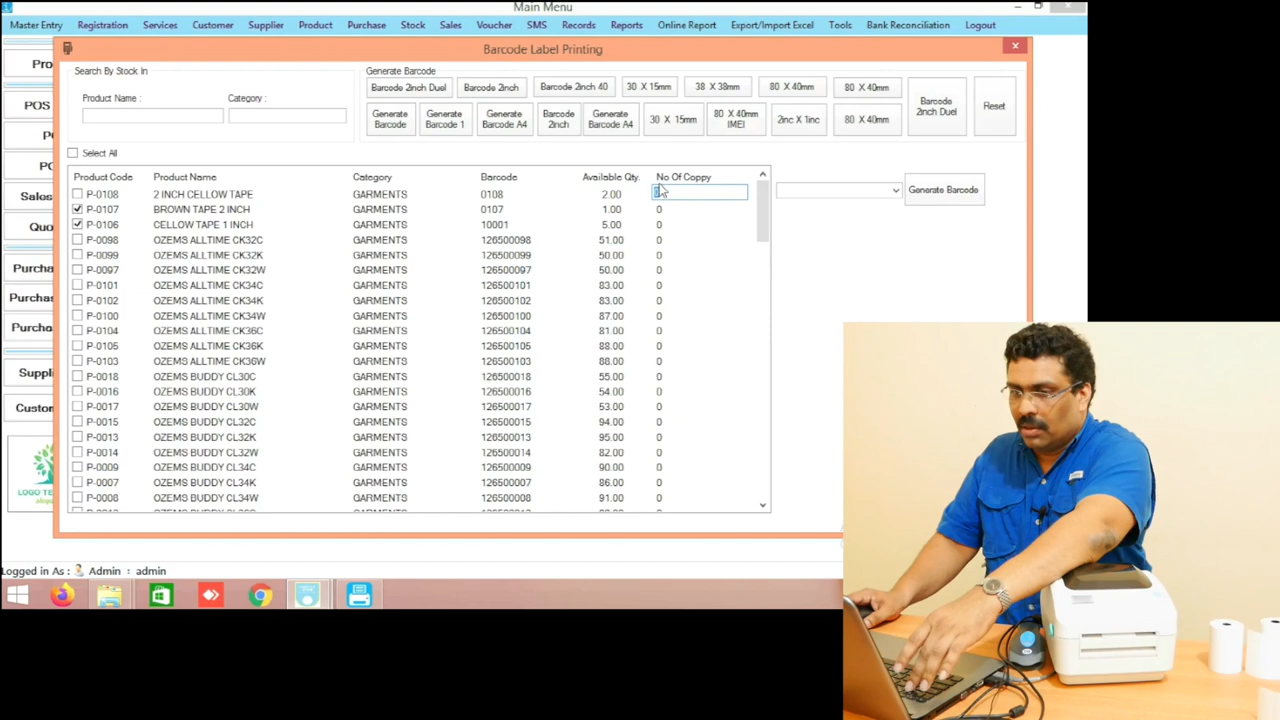 Main Menu
Master Entry Registration Services Customer Supplier Product Purchase Stock Sales Voucher SMS Records Reports Online Report Export/Import Excel Tools Bank Reconciliation Logout
Barcode Label Printing
Search By Stock In
Product Name : Category :
Generate Barcode
Barcode 2inch Duel Barcode 2inch Barcode 2inch 40 30 X 15mm 38 X 38mm 80 X 40mm 80 X 40mm Barcode 2inch Duel Reset
Generate Barcode Generate Barcode 1 Generate Barcode A4 Barcode 2inch Generate Barcode A4 30 X 15mm 80 X 40mm IMEI 2inc X 1inc 80 X 40mm
Select All
Product Code Product Name Category Barcode Available Qty. No Of Coppy
P-0108 2 INCH CELLOW TAPE GARMENTS 0108 2.00
Generate Barcode
P-0107 BROWN TAPE 2 INCH GARMENTS 0107 1.00 0
P-0106 CELLOW TAPE 1 INCH GARMENTS 10001 5.00 0
P-0098 OZEMS ALLTIME CK32C GARMENTS 126500098 51.00 0
P-0099 OZEMS ALLTIME CK32K GARMENTS 126500099 50.00 0
P-0097 OZEMS ALLTIME CK32W GARMENTS 126500097 50.00 0
P-0101 OZEMS ALLTIME CK34C GARMENTS 126500101 83.00 0
P-0102 OZEMS ALLTIME CK34K GARMENTS 126500102 83.00 0
P-0100 OZEMS ALLTIME CK34W GARMENTS 126500100 87.00 0
P-0104 OZEMS ALLTIME CK36C GARMENTS 126500104 81.00 0
P-0105 OZEMS ALLTIME CK36K GARMENTS 126500105 88.00 0
P-0103 OZEMS ALLTIME CK36W GARMENTS 126500103 88.00 0
P-0018 OZEMS BUDDY CL30C GARMENTS 126500018 55.00 0
P-0016 OZEMS BUDDY CL30K GARMENTS 126500016 54.00 0
P-0017 OZEMS BUDDY CL30W GARMENTS 126500017 53.00 0
P-0015 OZEMS BUDDY CL32C GARMENTS 126500015 94.00 0
P-0013 OZEMS BUDDY CL32K GARMENTS 126500013 95.00 0
P-0014 OZEMS BUDDY CL32W GARMENTS 126500014 82.00 0
P-0009 OZEMS BUDDY CL34C GARMENTS 126500009 90.00 0
P-0007 OZEMS BUDDY CL34K GARMENTS 126500007 86.00 0
P-0008 OZEMS BUDDY CL34W GARMENTS 126500008 91.00 0
Pro
POS
PO
PO
Sales
Quo
Purcha
Purchas
Purcha
Suppli
Custom
LOGO TE
Logged in As : Admin : admin